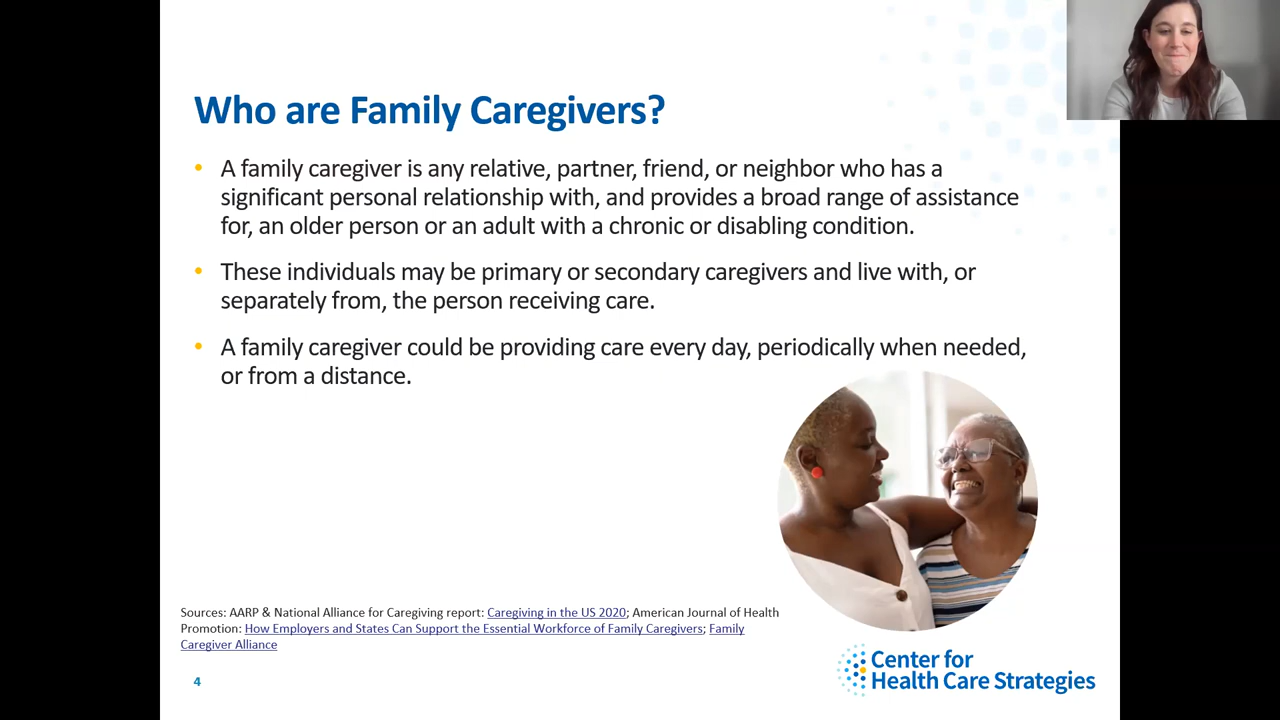 Who are Family Caregivers?
• A family caregiver is any relative, partner, friend, or neighbor who has a
significant personal relationship with, and provides a broad range of assistance
for, an older person or an adult with a chronic or disabling condition.
• These individuals may be primary or secondary caregivers and live with, or
separately from, the person receiving care.
• A family caregiver could be providing care every day, periodically when needed,
or from a distance.
Sources: AARP & National Alliance for Caregiving report: Caregiving in the US 2020; American Journal of Health
Promotion: How Employers and States Can Support the Essential Workforce of Family Caregivers; Family
Caregiver Alliance
4
Center for
Health Care Strategies